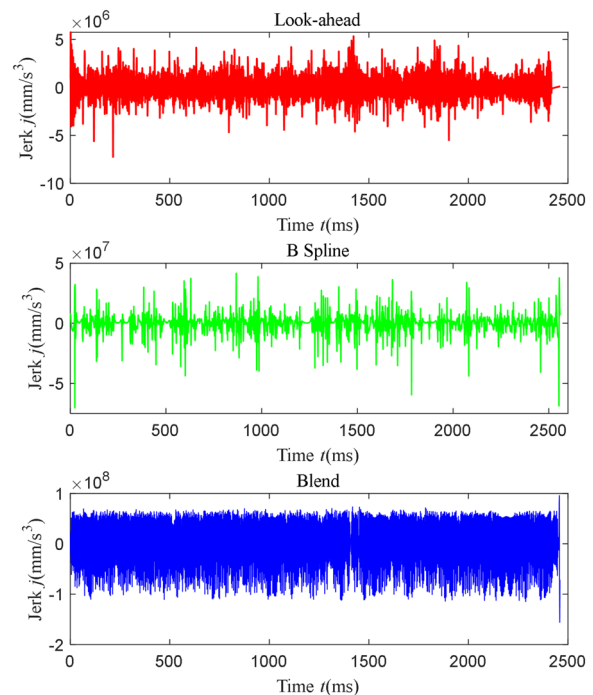 Look-ahead
×10^6
5
0
-5
-10
Jerk j(mm/s^3)
0 500 1000 1500 2000 2500
Time t(ms)
B Spline
×10^7
5
0
-5
Jerk j(mm/s^3)
0 500 1000 1500 2000 2500
Time t(ms)
Blend
×10^8
1
0
-1
-2
Jerk j(mm/s^3)
0 500 1000 1500 2000 2500
Time t(ms)